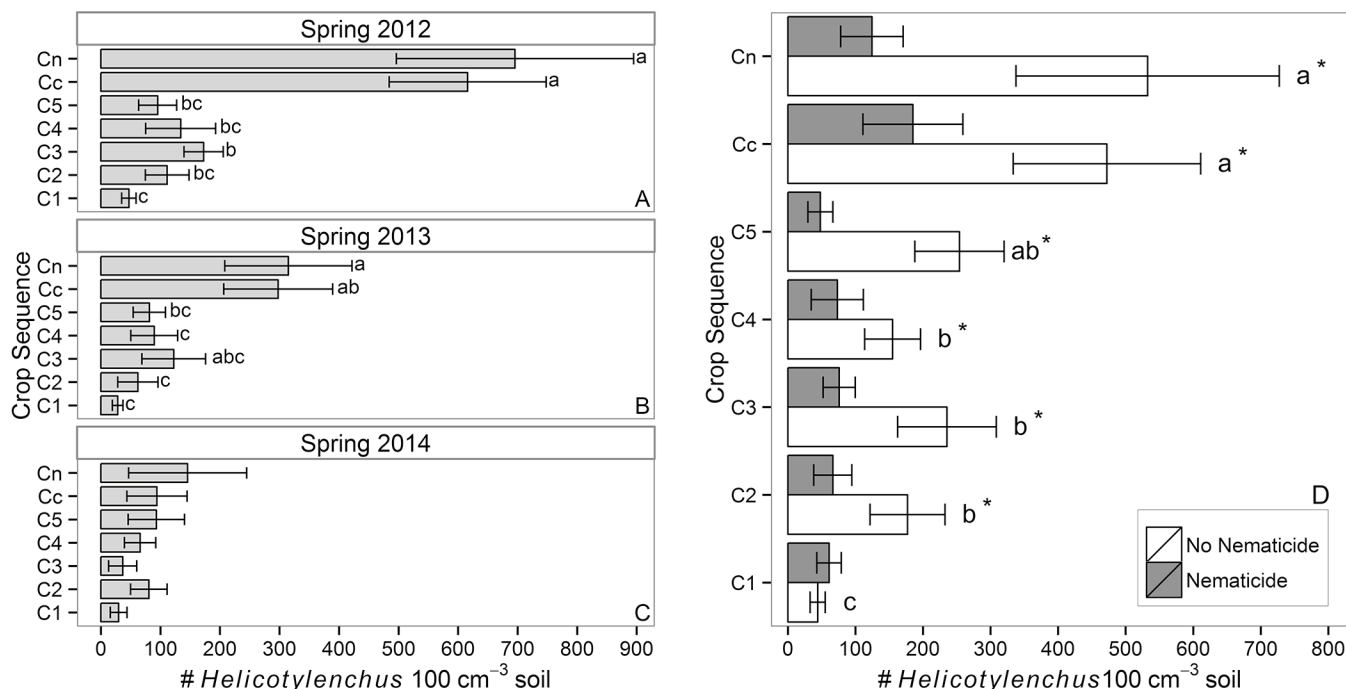 Spring 2012
Cn
a
Cc
a
C5
bc
C4
bc
C3
b
C2
bc
C1
c
A
Spring 2013
Cn
a
Cc
ab
C5
bc
C4
c
C3
abc
C2
c
C1
c
B
Spring 2014
Cn
Cc
C5
C4
C3
C2
C1
C
0 100 200 300 400 500 600 700 800 900
# Helicotylenchus 100 cm⁻³ soil
Crop Sequence
Cn
a *
Cc
a *
C5
ab *
C4
b *
C3
b *
C2
b *
C1
c
D
No Nematicide
Nematicide
0 100 200 300 400 500 600 700 800
# Helicotylenchus 100 cm⁻³ soil
Crop Sequence